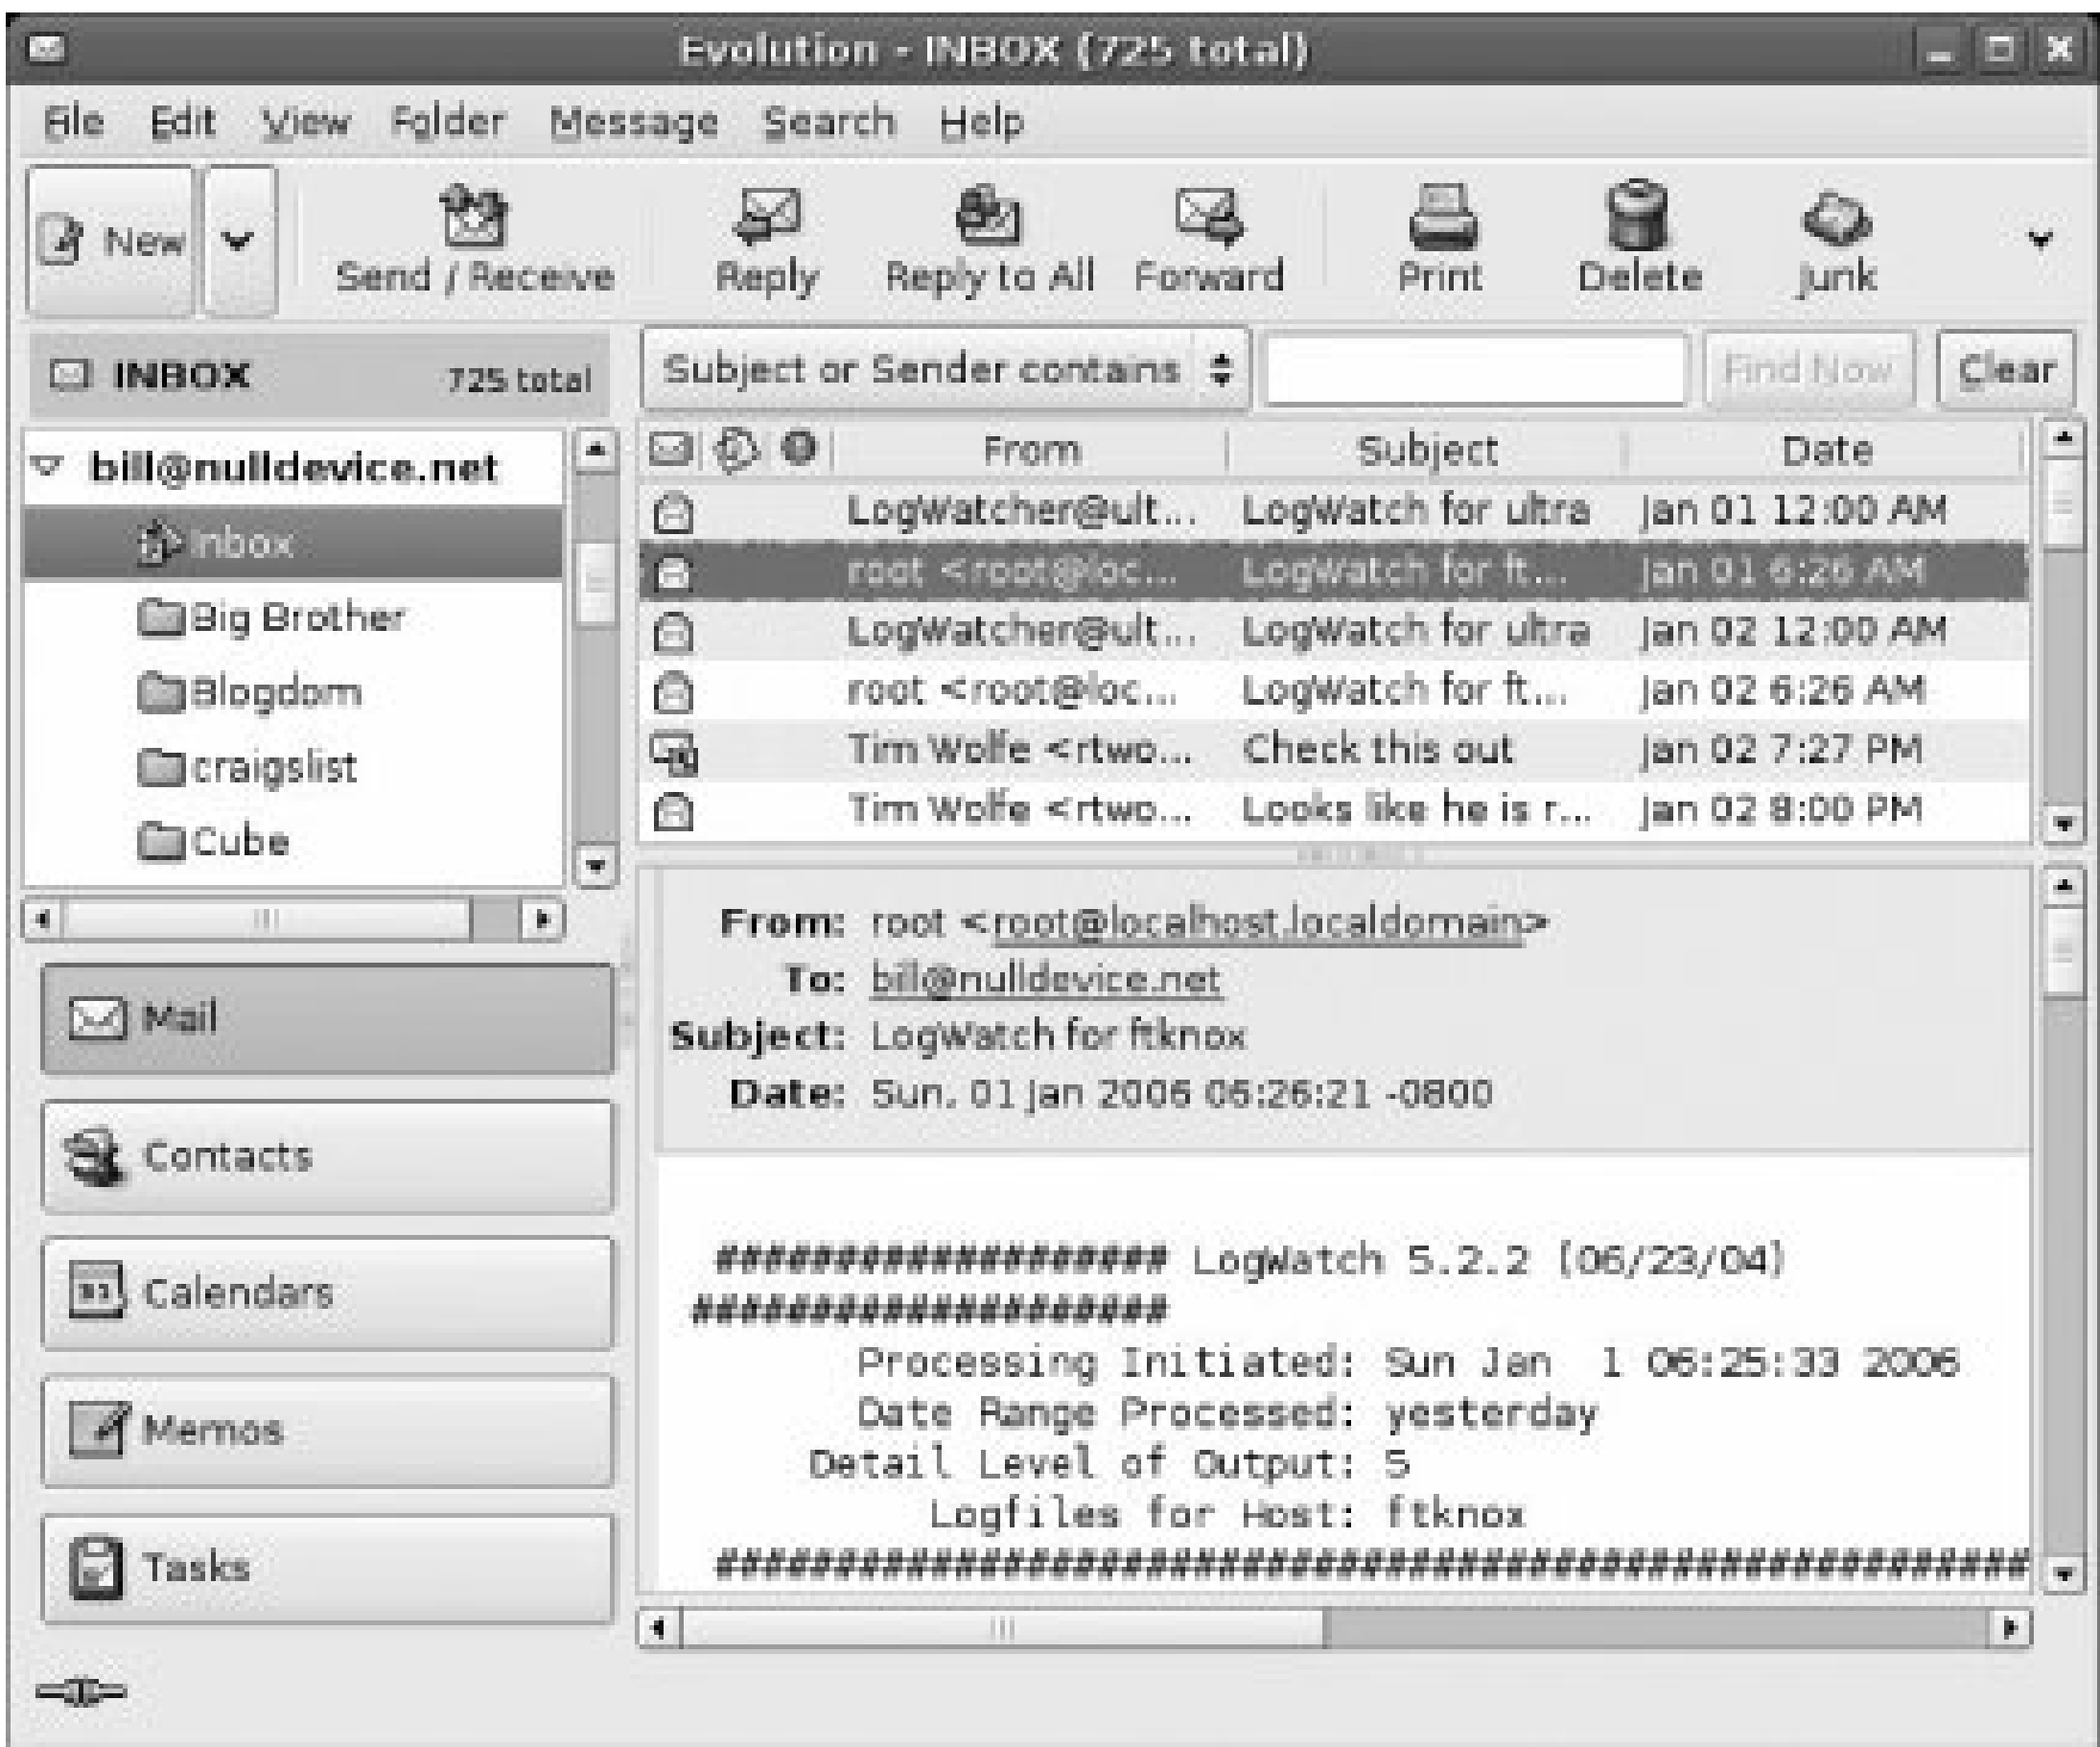 Evolution - INBOX (725 total)
File Edit View Folder Message Search Help
New Send / Receive Reply Reply to All Forward Print Delete Junk
INBOX 725 total
Subject or Sender contains Find Now Clear
bill@nulldevice.net
Inbox
Big Brother
Blogdom
craigslist
Cube
From Subject Date
LogWatcher@ult... LogWatch for ultra Jan 01 12:00 AM
root <root@loc... LogWatch for ft... Jan 01 6:26 AM
LogWatcher@ult... LogWatch for ultra Jan 02 12:00 AM
root <root@loc... LogWatch for ft... Jan 02 6:26 AM
Tim Wolfe <rtwo... Check this out Jan 02 7:27 PM
Tim Wolfe <rtwo... Looks like he is r... Jan 02 8:00 PM
Mail
Contacts
Calendars
Memos
Tasks
From: root <root@localhost.localdomain>
To: bill@nulldevice.net
Subject: LogWatch for ftknox
Date: Sun, 01 Jan 2006 06:26:21 -0800
################### LogWatch 5.2.2 (06/23/04)
####################
Processing Initiated: Sun Jan 1 06:25:33 2006
Date Range Processed: yesterday
Detail Level of Output: 5
Logfiles for Host: ftknox
#######################################################